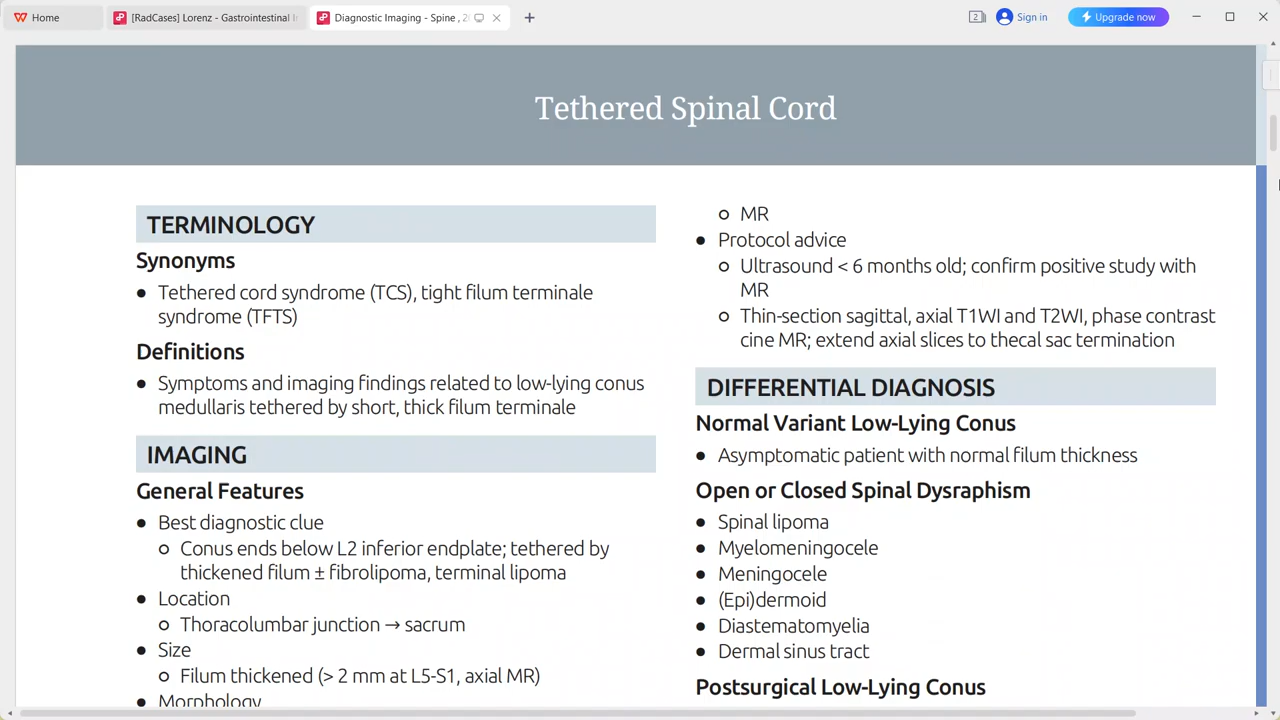 Home
[RadCases] Lorenz - Gastrointestinal
Diagnostic Imaging - Spine ,
2
Sign in
Upgrade now
Tethered Spinal Cord
TERMINOLOGY
Synonyms
● Tethered cord syndrome (TCS), tight filum terminale
syndrome (TFTS)
Definitions
● Symptoms and imaging findings related to low-lying conus
medullaris tethered by short, thick filum terminale
IMAGING
General Features
● Best diagnostic clue
○ Conus ends below L2 inferior endplate; tethered by
thickened filum ± fibrolipoma, terminal lipoma
● Location
○ Thoracolumbar junction → sacrum
● Size
○ Filum thickened (> 2 mm at L5-S1, axial MR)
● Morphology
○ MR
● Protocol advice
○ Ultrasound < 6 months old; confirm positive study with
MR
○ Thin-section sagittal, axial T1WI and T2WI, phase contrast
cine MR; extend axial slices to thecal sac termination
DIFFERENTIAL DIAGNOSIS
Normal Variant Low-Lying Conus
● Asymptomatic patient with normal filum thickness
Open or Closed Spinal Dysraphism
● Spinal lipoma
● Myelomeningocele
● Meningocele
● (Epi)dermoid
● Diastematomyelia
● Dermal sinus tract
Postsurgical Low-Lying Conus